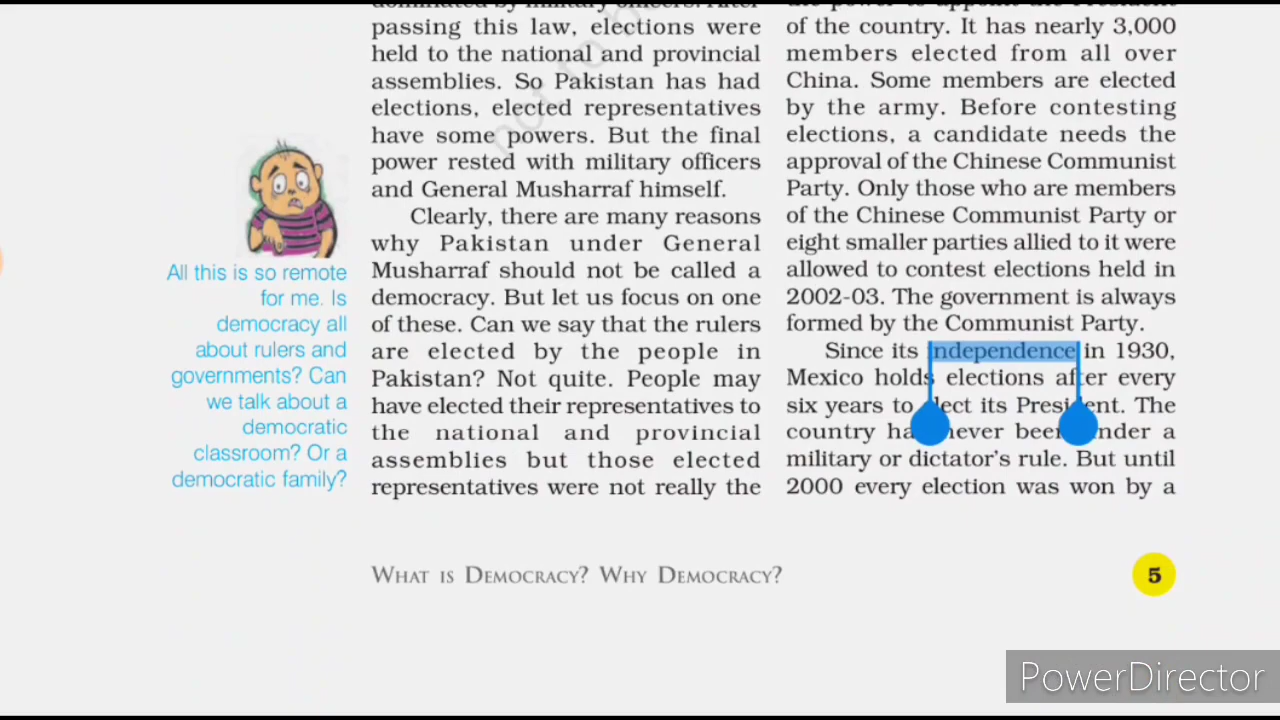 passing this law, elections were
held to the national and provincial
assemblies. So Pakistan has had
elections, elected representatives
have some powers. But the final
power rested with military officers
and General Musharraf himself.
Clearly, there are many reasons
why Pakistan under General
Musharraf should not be called a
democracy. But let us focus on one
of these. Can we say that the rulers
are elected by the people in
Pakistan? Not quite. People may
have elected their representatives to
the national and provincial
assemblies but those elected
representatives were not really the
of the country. It has nearly 3,000
members elected from all over
China. Some members are elected
by the army. Before contesting
elections, a candidate needs the
approval of the Chinese Communist
Party. Only those who are members
of the Chinese Communist Party or
eight smaller parties allied to it were
allowed to contest elections held in
2002-03. The government is always
formed by the Communist Party.
Since its independence in 1930,
Mexico holds elections after every
six years to elect its President. The
country has never been under a
military or dictator's rule. But until
2000 every election was won by a
All this is so remote
for me. Is
democracy all
about rulers and
governments? Can
we talk about a
democratic
classroom? Or a
democratic family?
WHAT IS DEMOCRACY? WHY DEMOCRACY?
5
PowerDirector